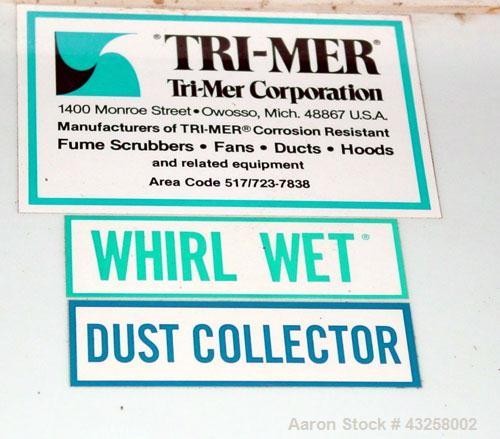 ® TRI-MER®
Tri-Mer Corporation
1400 Monroe Street • Owosso, Mich. 48867 U.S.A.
Manufacturers of TRI-MER® Corrosion Resistant
Fume Scrubbers • Fans • Ducts • Hoods
and related equipment
Area Code 517/723-7838
WHIRL WET®
DUST COLLECTOR
Aaron Stock # 43258002